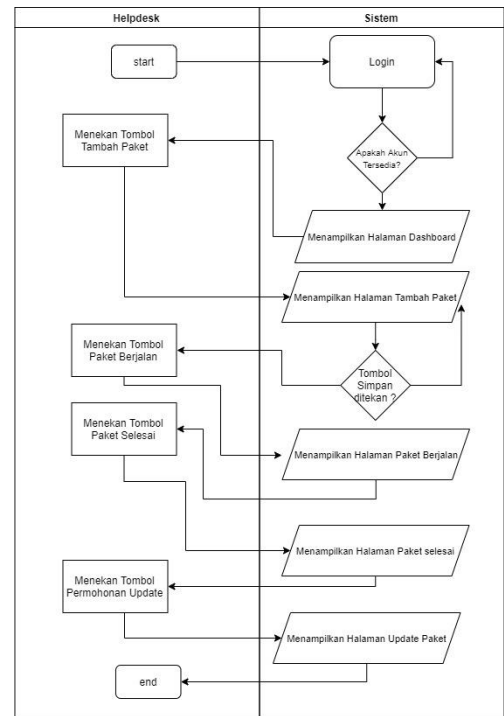 Helpdesk
Sistem
start
Login
Menekan Tombol
Tambah Paket
Apakah Akun
Tersedia?
Menampilkan Halaman Dashboard
Menampilkan Halaman Tambah Paket
Menekan Tombol
Paket Berjalan
Tombol
Simpan
ditekan ?
Menekan Tombol
Paket Selesai
Menampilkan Halaman Paket Berjalan
Menampilkan Halaman Paket selesai
Menekan Tombol
Permohonan Update
Menampilkan Halaman Update Paket
end